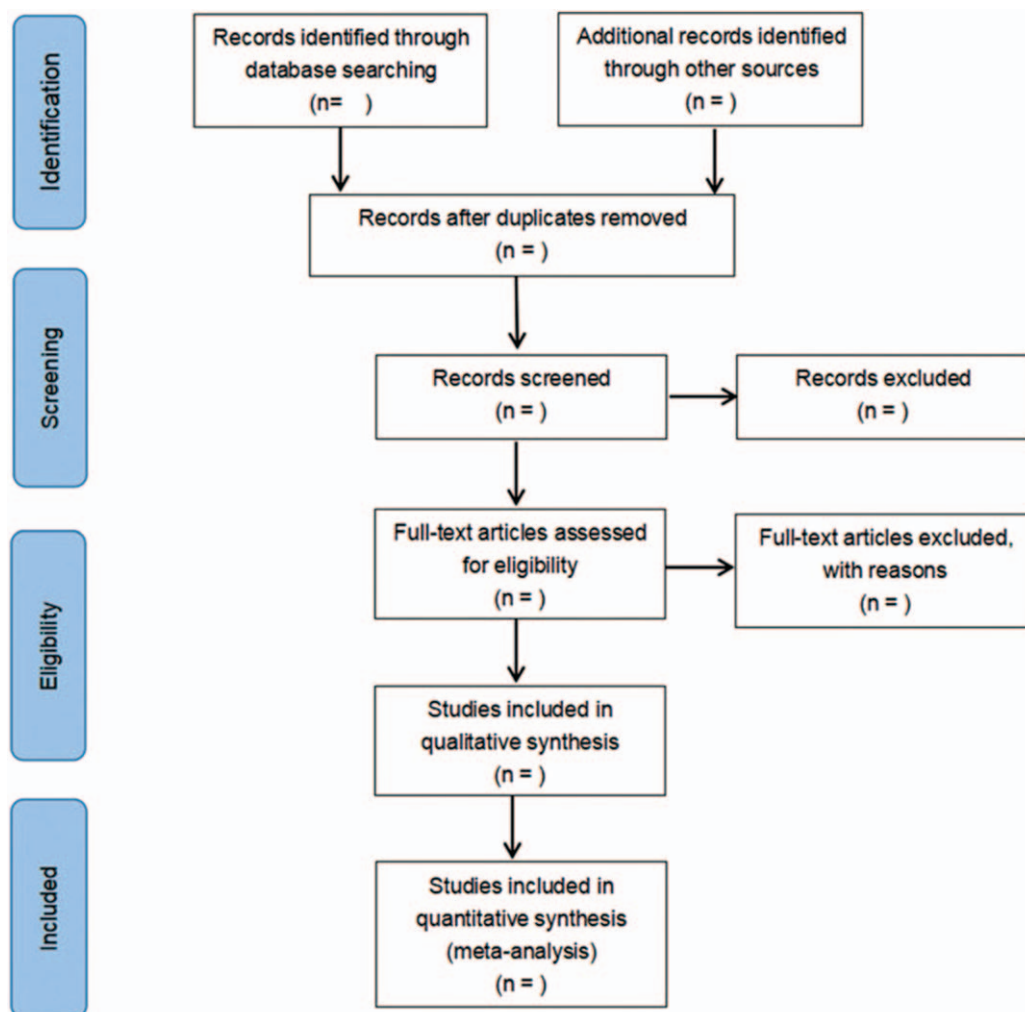 Identification
Records identified through
database searching
(n= )
Additional records identified
through other sources
(n = )
Records after duplicates removed
(n = )
Screening
Records screened
(n = )
Records excluded
(n = )
Eligibility
Full-text articles assessed
for eligibility
(n = )
Full-text articles excluded,
with reasons
(n = )
Studies included in
qualitative synthesis
(n = )
Included
Studies included in
quantitative synthesis
(meta-analysis)
(n = )